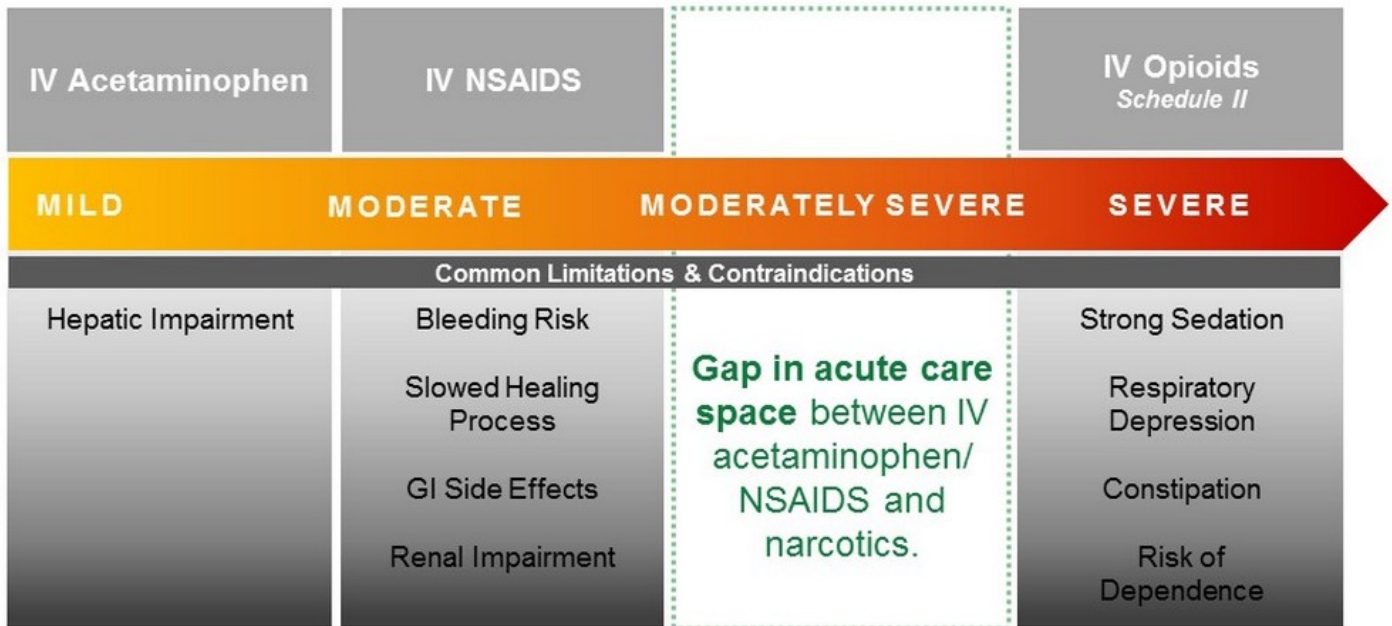 IV Acetaminophen
IV NSAIDS
IV Opioids
Schedule II
MILD
MODERATE
MODERATELY SEVERE
SEVERE
Common Limitations & Contraindications
Hepatic Impairment
Bleeding Risk
Slowed Healing
Process
GI Side Effects
Renal Impairment
Gap in acute care
space between IV
acetaminophen/
NSAIDS and
narcotics.
Strong Sedation
Respiratory
Depression
Constipation
Risk of
Dependence